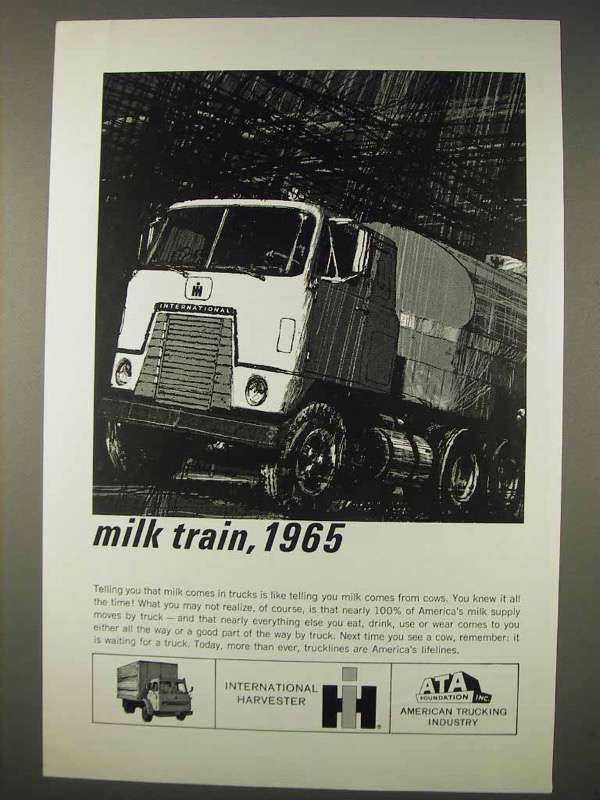 IH
INTERNATIONAL
milk train, 1965
Telling you that milk comes in trucks is like telling you milk comes from cows. You knew it all
the time! What you may not realize, of course, is that nearly 100% of America's milk supply
moves by truck — and that nearly everything else you eat, drink, use or wear comes to you
either all the way or a good part of the way by truck. Next time you see a cow, remember: it
is waiting for a truck. Today, more than ever, trucklines are America's lifelines.
INTERNATIONAL
HARVESTER
IH
®
ATA
FOUNDATION INC.
AMERICAN TRUCKING
INDUSTRY